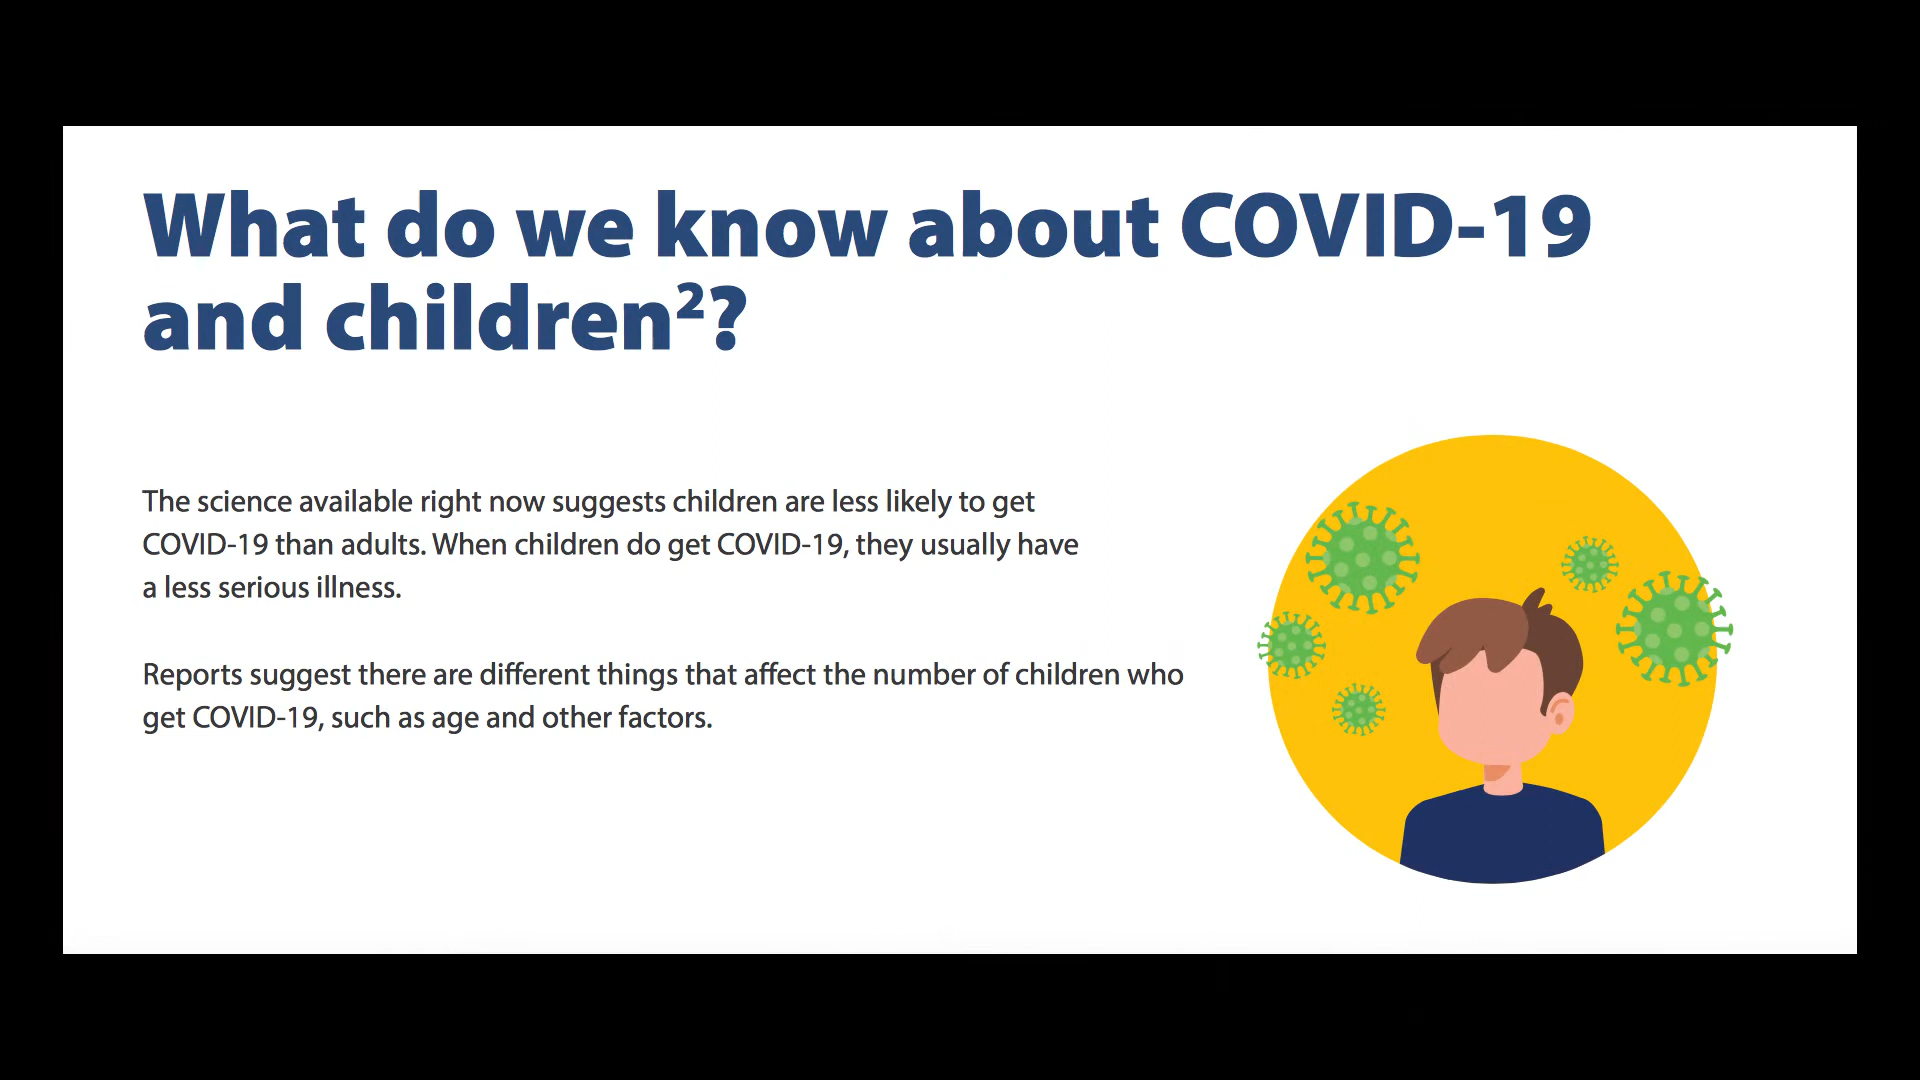 What do we know about COVID-19
and children²?
The science available right now suggests children are less likely to get
COVID-19 than adults. When children do get COVID-19, they usually have
a less serious illness.
Reports suggest there are different things that affect the number of children who
get COVID-19, such as age and other factors.